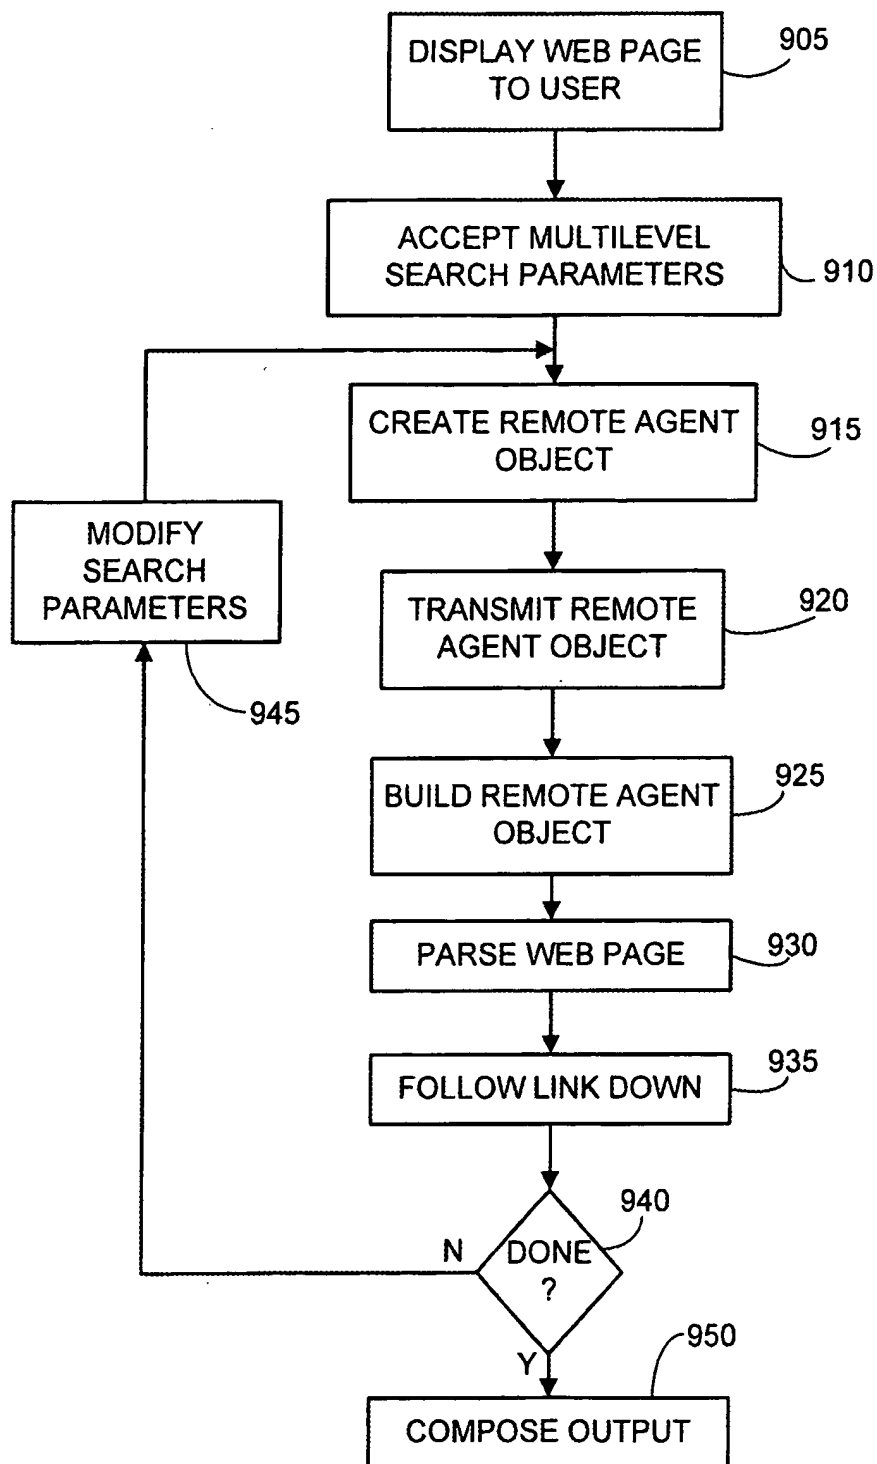 DISPLAY WEB PAGE
TO USER
905
ACCEPT MULTILEVEL
SEARCH PARAMETERS
910
CREATE REMOTE AGENT
OBJECT
915
MODIFY
SEARCH
PARAMETERS
945
TRANSMIT REMOTE
AGENT OBJECT
920
BUILD REMOTE AGENT
OBJECT
925
PARSE WEB PAGE
930
FOLLOW LINK DOWN
935
DONE
?
940
N
Y
950
COMPOSE OUTPUT